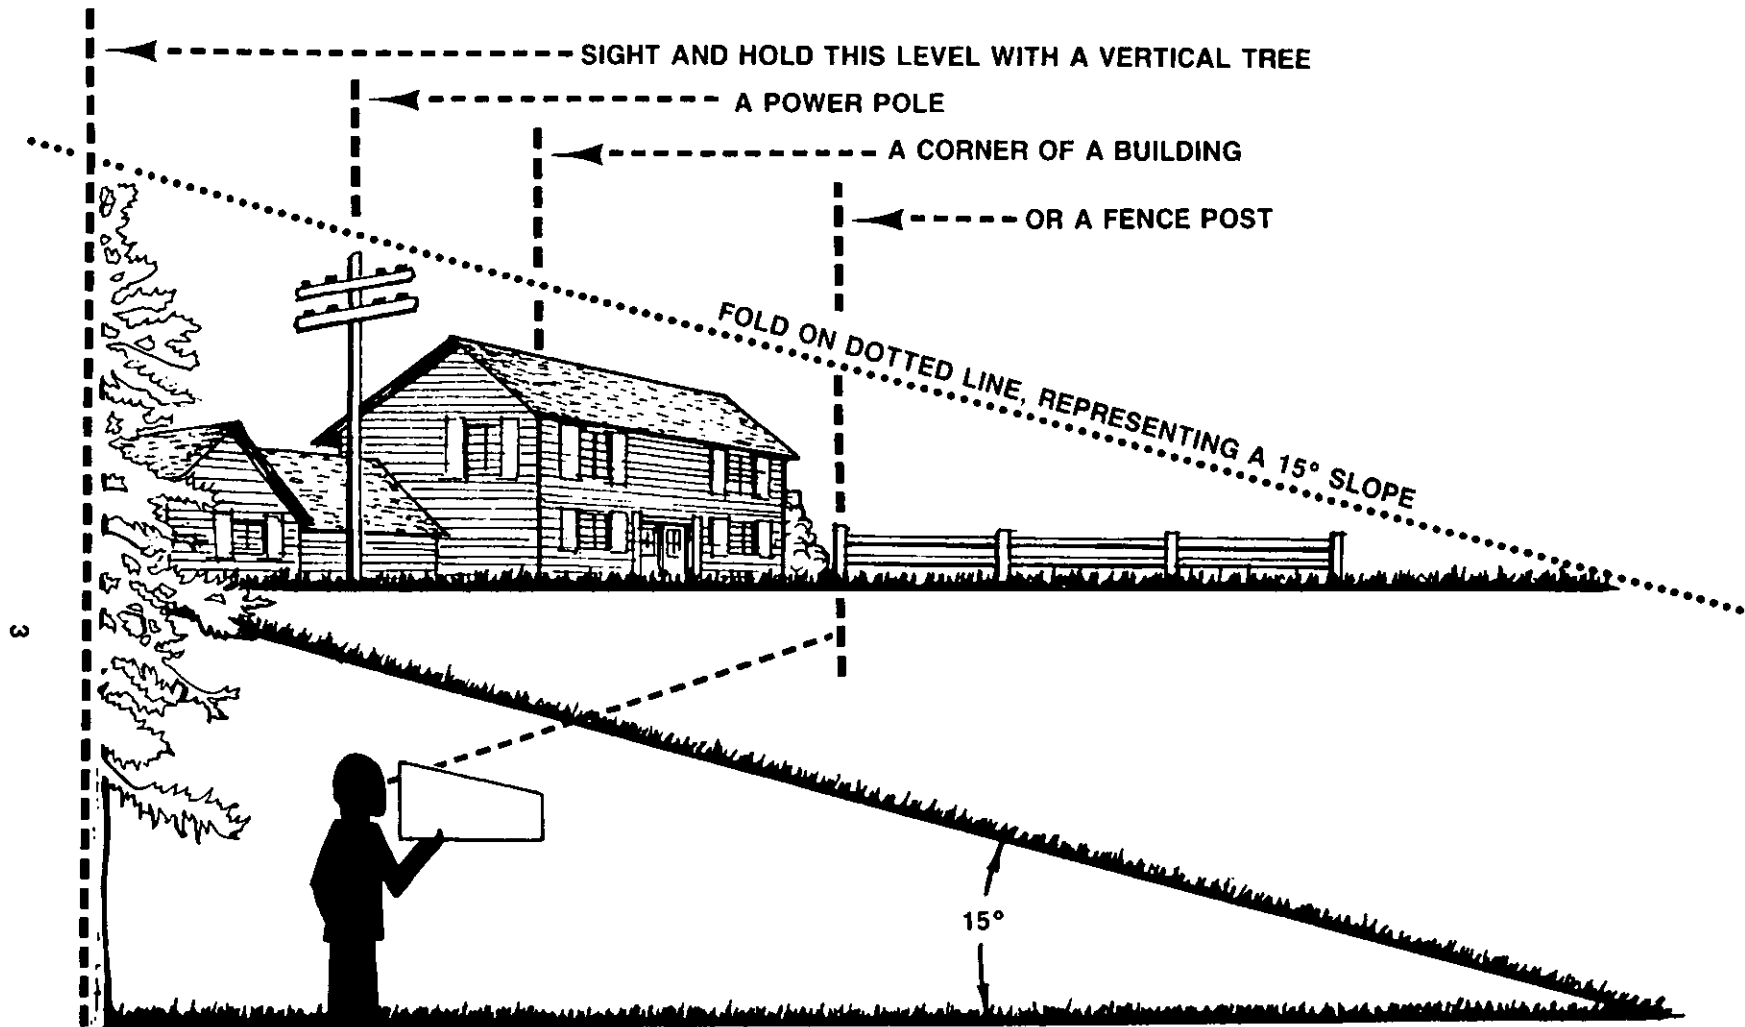 SIGHT AND HOLD THIS LEVEL WITH A VERTICAL TREE
A POWER POLE
A CORNER OF A BUILDING
OR A FENCE POST
FOLD ON DOTTED LINE, REPRESENTING A 15° SLOPE
3
15°